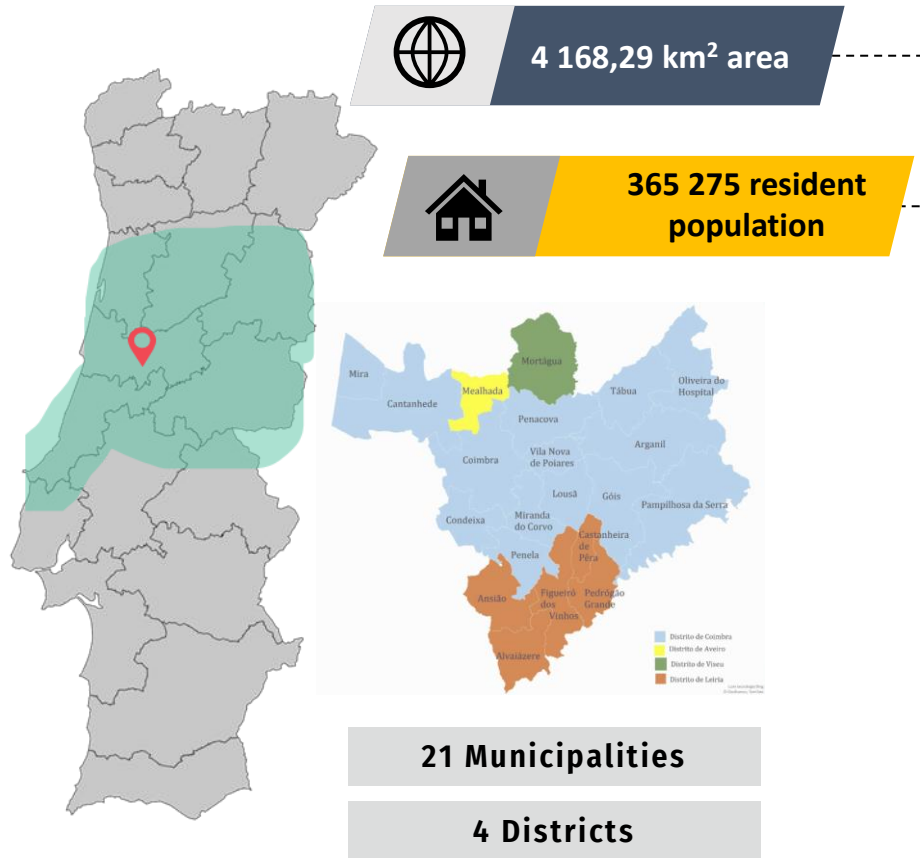 4 168,29 km² area
365 275 resident
population
Mortágua
Mira
Mealhada
Cantanhede
Tábua
Oliveira do
Hospital
Penacova
Arganil
Coimbra
Vila Nova
de Poiares
Lousã
Góis
Pampilhosa da Serra
Condeixa
Miranda
do Corvo
Castanheira
de
Pêra
Penela
Ansião
Figueiró
dos
Vinhos
Pedrógão
Grande
Alvaiázere
Distrito de Coimbra
Distrito de Aveiro
Distrito de Viseu
Distrito de Leiria
21 Municipalities
4 Districts